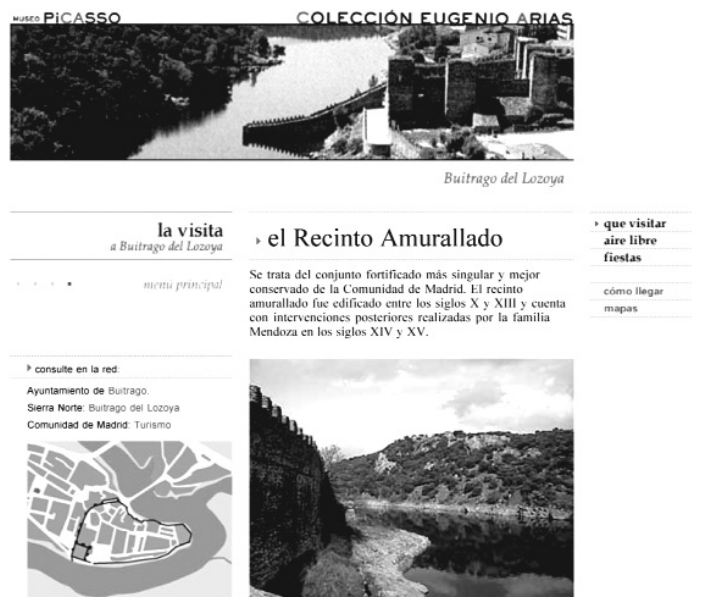 MUSEO PiCASSO
COLECCIÓN EUGENIO ARIAS
Buitrago del Lozoya
la visita
a Buitrago del Lozoya
menú principal
consulte en la red:
Ayuntamiento de Buitrago.
Sierra Norte: Buitrago del Lozoya
Comunidad de Madrid: Turismo
el Recinto Amurallado
Se trata del conjunto fortificado más singular y mejor
conservado de la Comunidad de Madrid. El recinto
amurallado fue edificado entre los siglos X y XIII y cuenta
con intervenciones posteriores realizadas por la familia
Mendoza en los siglos XIV y XV.
que visitar
aire libre
fiestas
cómo llegar
mapas